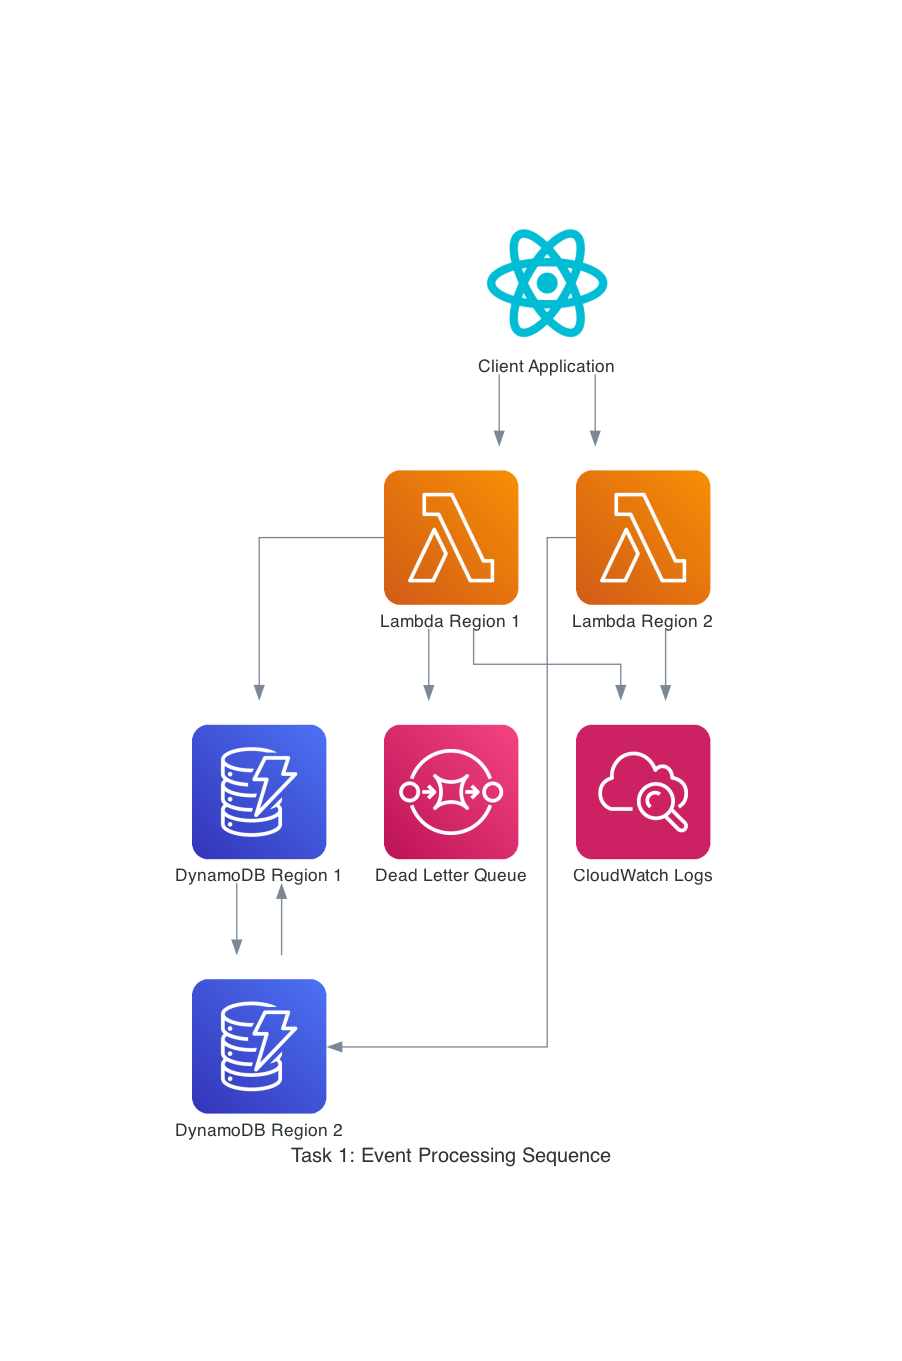 Client Application
Lambda Region 1
Lambda Region 2
DynamoDB Region 1
Dead Letter Queue
CloudWatch Logs
DynamoDB Region 2
Task 1: Event Processing Sequence